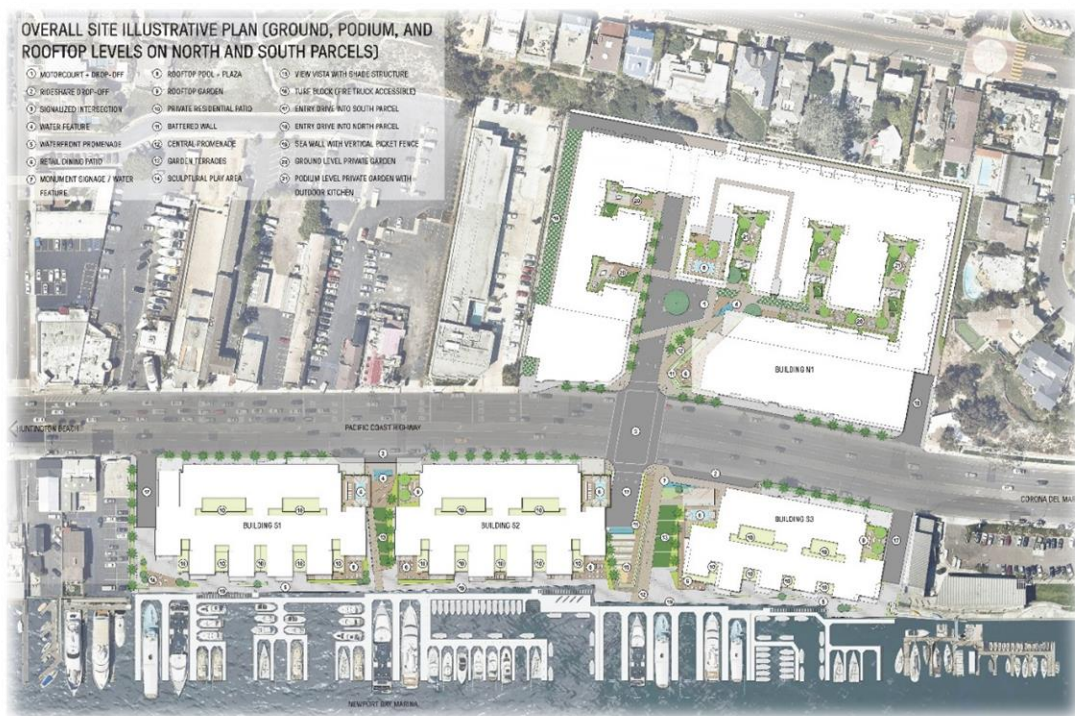 OVERALL SITE ILLUSTRATIVE PLAN (GROUND, PODIUM, AND
ROOFTOP LEVELS ON NORTH AND SOUTH PARCELS)
1 MOTORCOURT + DROP-OFF
2 RIDESHARE DROP-OFF
3 SIGNALIZED INTERSECTION
4 WATER FEATURE
5 WATERFRONT PROMENADE
6 RETAIL DINING PATIO
7 MONUMENT SIGNAGE / WATER
FEATURE
8 ROOFTOP POOL + PLAZA
9 ROOFTOP GARDEN
10 PRIVATE RESIDENTIAL PATIO
11 BATTERED WALL
12 CENTRAL PROMENADE
13 GARDEN TERRACES
14 SCULPTURAL PLAY AREA
15 VIEW VISTA WITH SHADE STRUCTURE
16 TURF BLOCK (FIRE TRUCK ACCESSIBLE)
17 ENTRY DRIVE INTO SOUTH PARCEL
18 ENTRY DRIVE INTO NORTH PARCEL
19 SEA WALL WITH VERTICAL PICKET FENCE
20 GROUND LEVEL PRIVATE GARDEN
21 PODIUM LEVEL PRIVATE GARDEN WITH
OUTDOOR KITCHEN
BUILDING N1
HUNTINGTON BEACH
PACIFIC COAST HIGHWAY
CORONA DEL MAR
BUILDING S1
BUILDING S2
BUILDING S3
NEWPORT BAY MARINA